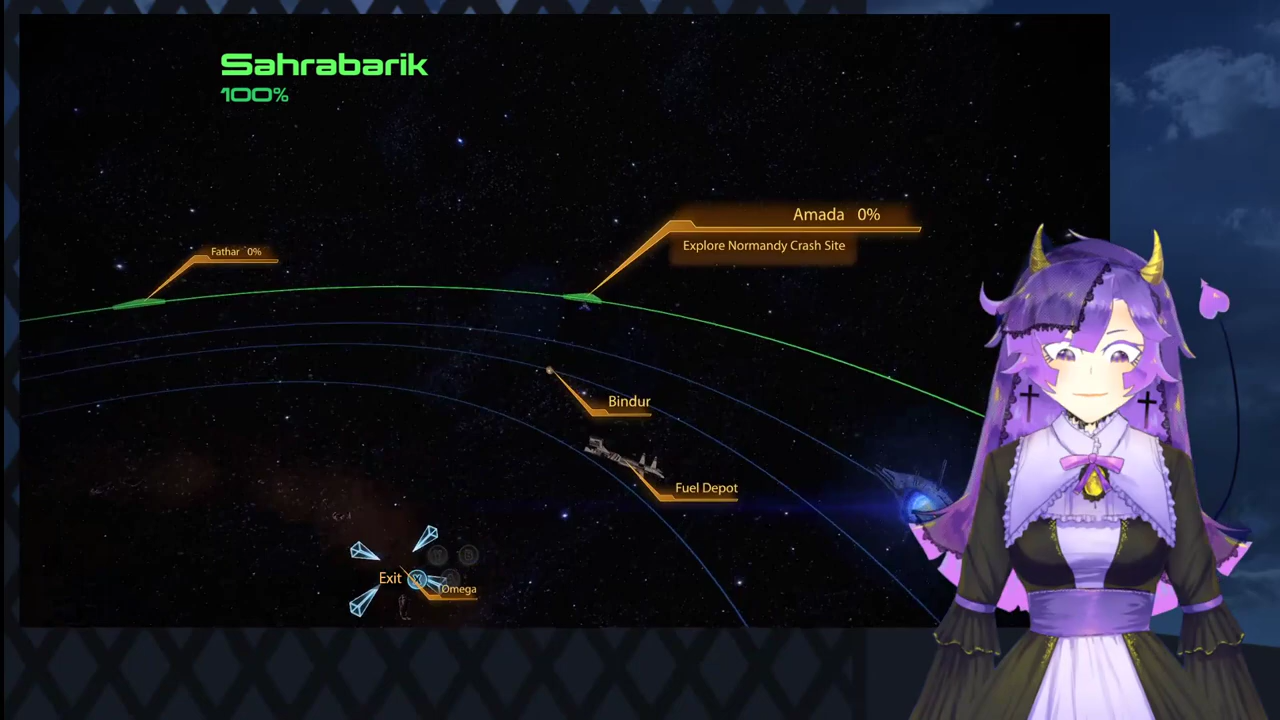 Sahrabarik
100%
Amada 0%
Explore Normandy Crash Site
Fathar 0%
Bindur
Fuel Depot
Exit X
Omega